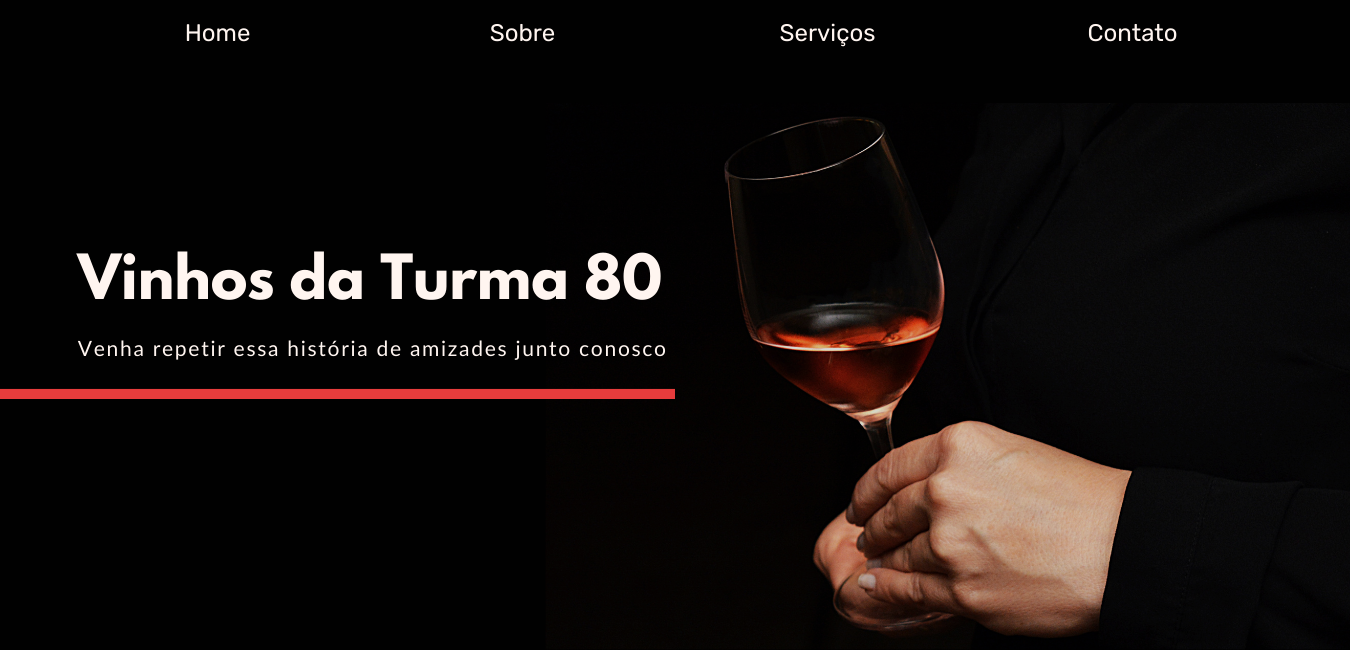 Home Sobre Serviços Contato
Vinhos da Turma 80
Venha repetir essa história de amizades junto conosco